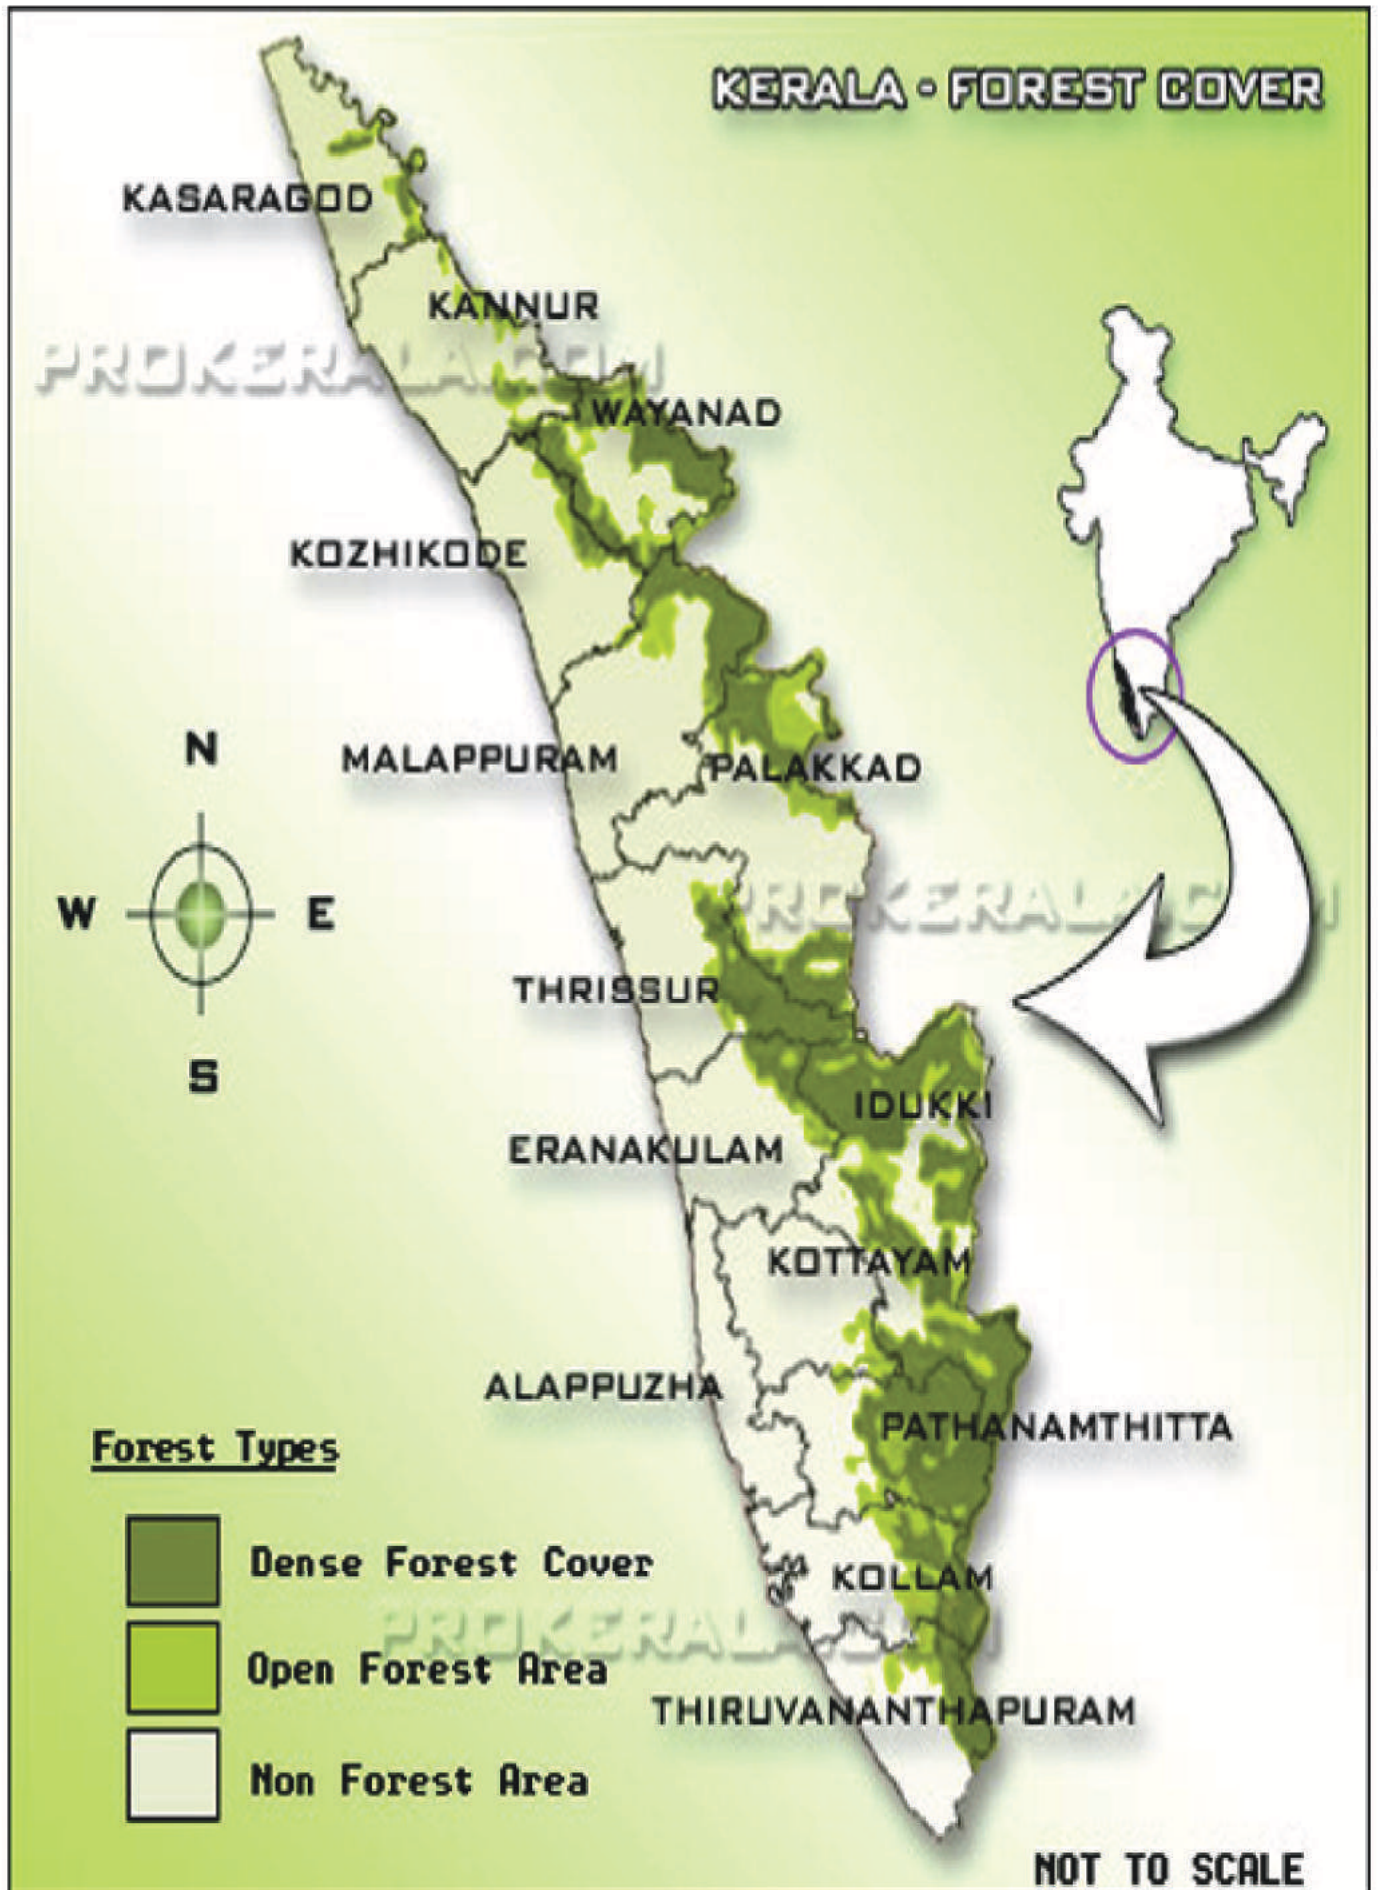 KERALA - FOREST COVER
KASARAGOD
KANNUR
PROKERALA.COM
WAYANAD
KOZHIKODE
N
MALAPPURAM
PALAKKAD
W
E
PROKERALA.COM
THRISSUR
S
IDUKKI
ERANAKULAM
KOTTAYAM
ALAPPUZHA
PATHANAMTHITTA
Forest Types
Dense Forest Cover
KOLLAM
PROKERALA.COM
Open Forest Area
THIRUVANANTHAPURAM
Non Forest Area
NOT TO SCALE